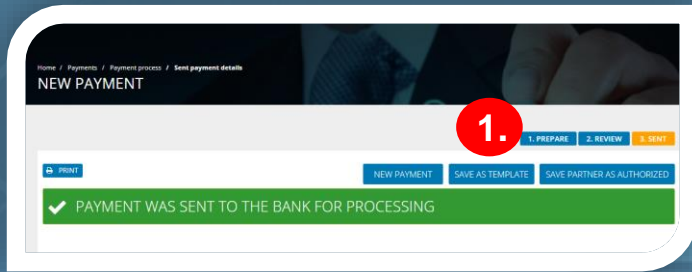 Home / Payments / Payment process / Sent payment details
NEW PAYMENT
1.
1. PREPARE 2. REVIEW 3. SENT
PRINT
NEW PAYMENT SAVE AS TEMPLATE SAVE PARTNER AS AUTHORIZED
PAYMENT WAS SENT TO THE BANK FOR PROCESSING